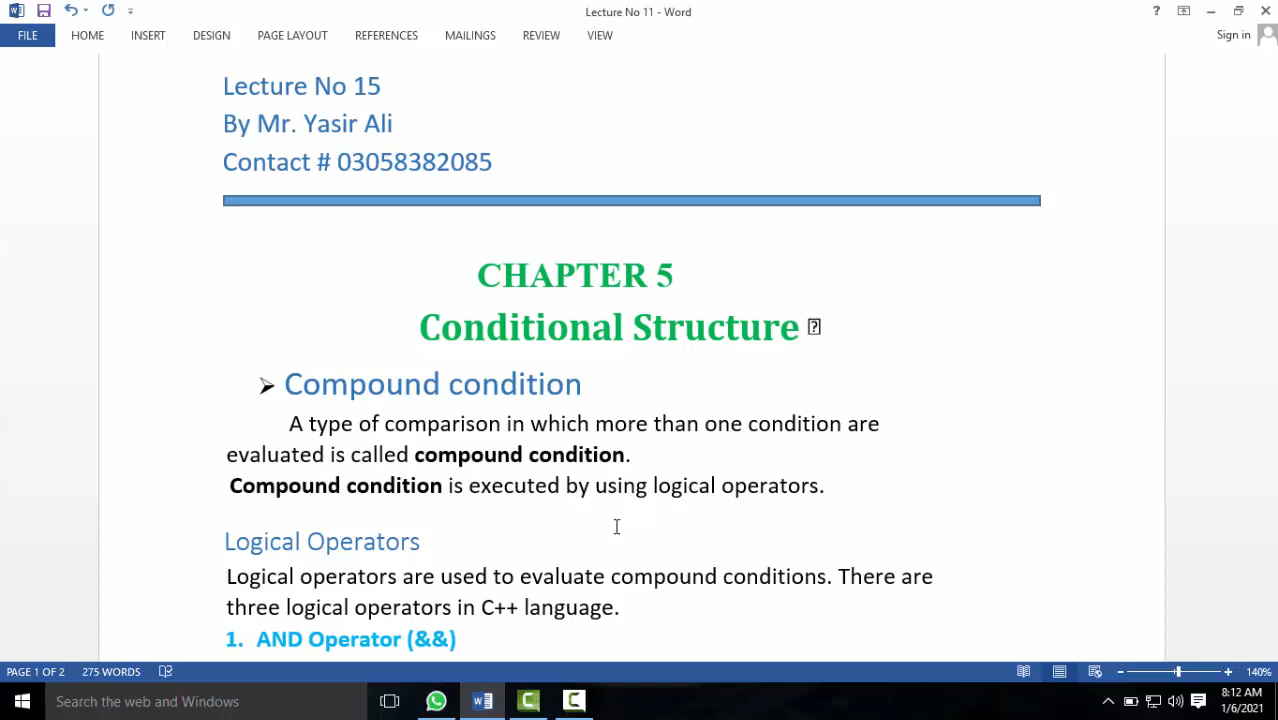 Lecture No 11 - Word
FILE HOME INSERT DESIGN PAGE LAYOUT REFERENCES MAILINGS REVIEW VIEW Sign in
Lecture No 15
By Mr. Yasir Ali
Contact # 03058382085
CHAPTER 5
Conditional Structure
➢ Compound condition
A type of comparison in which more than one condition are
evaluated is called compound condition.
Compound condition is executed by using logical operators.
Logical Operators
Logical operators are used to evaluate compound conditions. There are
three logical operators in C++ language.
1. AND Operator (&&)
PAGE 1 OF 2 275 WORDS 140%
Search the web and Windows
8:12 AM
1/6/2021